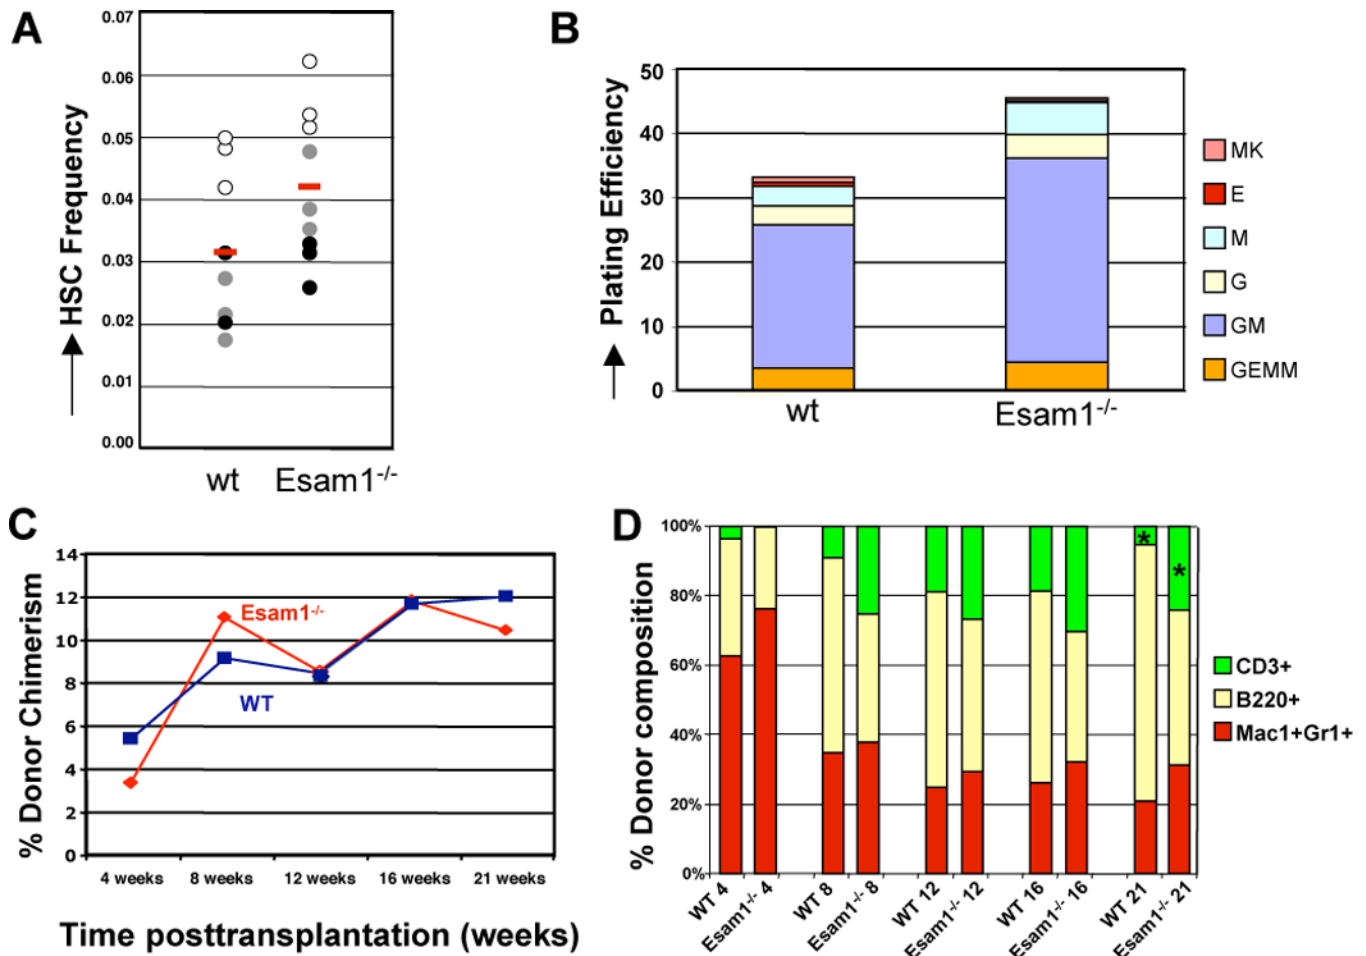 A
0.07
0.06
0.05
0.04
0.03
0.02
0.01
0.00
HSC Frequency
wt Esam1-/-
B
50
40
30
20
10
0
Plating Efficiency
wt Esam1-/-
MK
E
M
G
GM
GEMM
C
14
12
10
8
6
4
2
0
% Donor Chimerism
Esam1-/-
WT
4 weeks 8 weeks 12 weeks 16 weeks 21 weeks
Time posttransplantation (weeks)
D
100%
80%
60%
40%
20%
0%
% Donor composition
*
*
WT 4 Esam1-/- 4 WT 8 Esam1-/- 8 WT 12 Esam1-/- 12 WT 16 Esam1-/- 16 WT 21 Esam1-/- 21
CD3+
B220+
Mac1+Gr1+